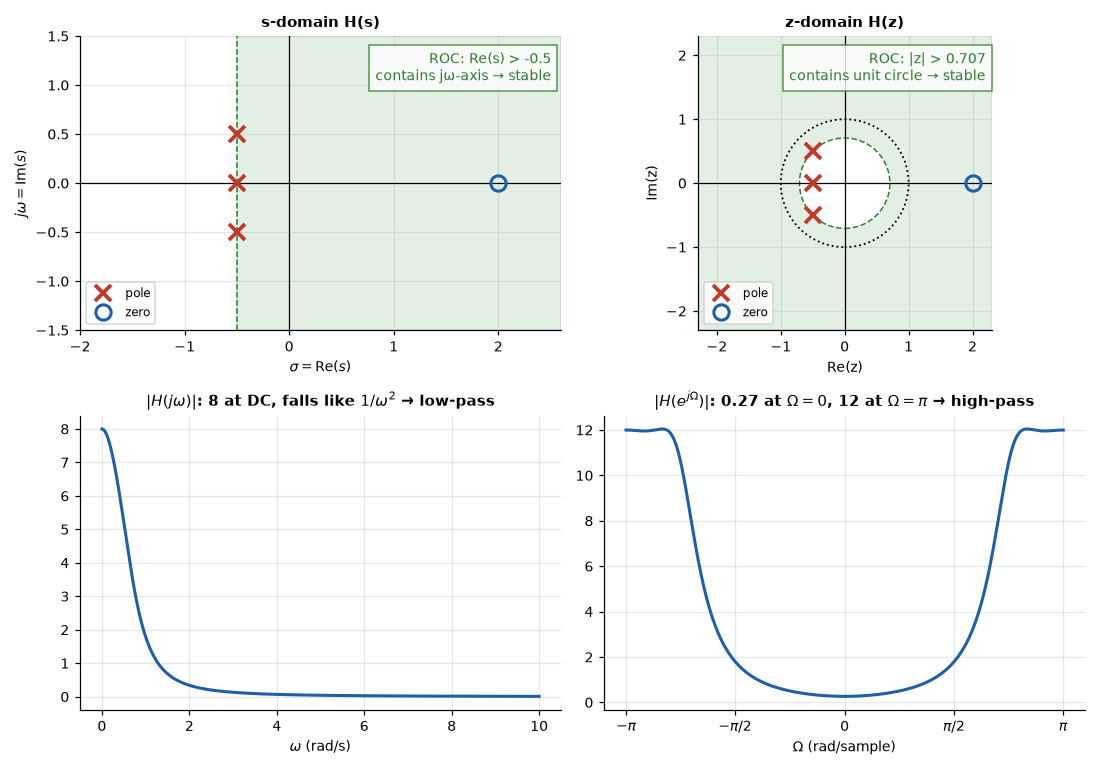 s-domain H(s)
ROC: Re(s) > -0.5
contains jω-axis → stable
1.5
1.0
0.5
0.0
−0.5
−1.0
−1.5
jω = Im(s)
pole
zero
−2
−1
0
1
2
σ = Re(s)
z-domain H(z)
ROC: |z| > 0.707
contains unit circle → stable
2
1
0
−1
−2
Im(z)
pole
zero
−2
−1
0
1
2
Re(z)
|H(jω)|: 8 at DC, falls like 1/ω² → low-pass
8
7
6
5
4
3
2
1
0
0
2
4
6
8
10
ω (rad/s)
|H(e^{jΩ})|: 0.27 at Ω = 0, 12 at Ω = π → high-pass
12
10
8
6
4
2
0
−π
−π/2
0
π/2
π
Ω (rad/sample)